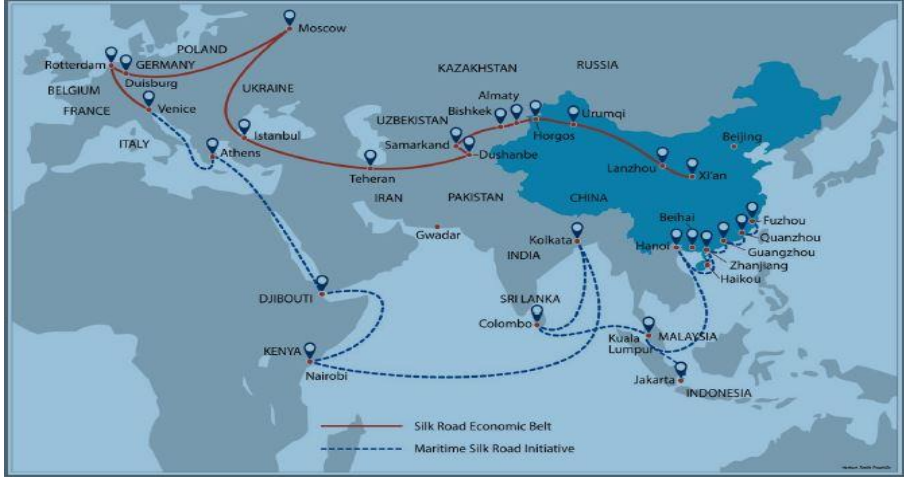 Moscow
POLAND
Rotterdam
GERMANY
Duisburg
BELGIUM
FRANCE
Venice
ITALY
UKRAINE
Istanbul
Athens
KAZAKHSTAN
RUSSIA
Almaty
Bishkek
UZBEKISTAN
Samarkand
Dushanbe
Horgos
Urumqi
Beijing
Lanzhou
Xi'an
Teheran
IRAN
PAKISTAN
CHINA
Gwadar
Kolkata
INDIA
Beihai
Hanoi
Fuzhou
Quanzhou
Guangzhou
Zhanjiang
Haikou
DJIBOUTI
SRI LANKA
Colombo
KENYA
Nairobi
Kuala
Lumpur
MALAYSIA
Jakarta
INDONESIA
Silk Road Economic Belt
Maritime Silk Road Initiative